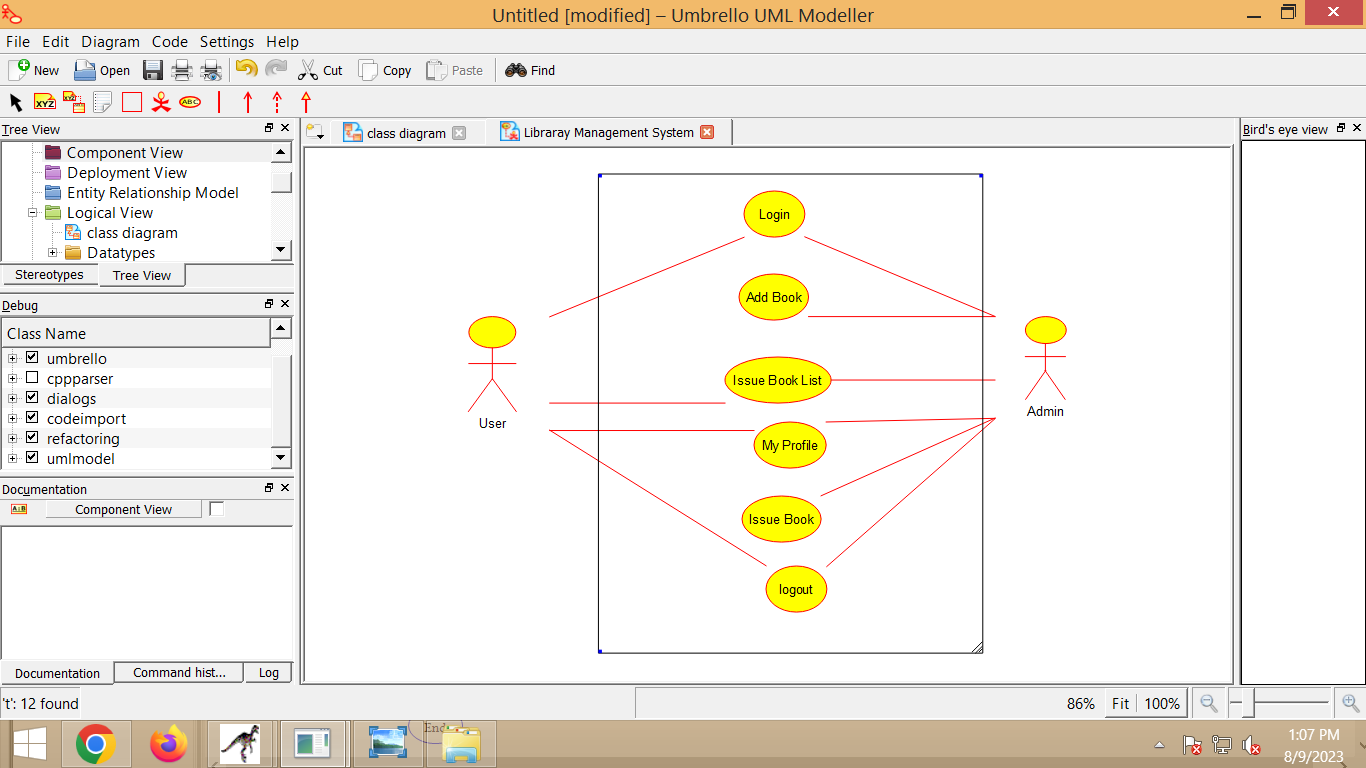 Untitled [modified] – Umbrello UML Modeller
File Edit Diagram Code Settings Help
New Open Cut Copy Paste Find
XYZ XYZ ABC
Tree View
Component View
Deployment View
Entity Relationship Model
Logical View
class diagram
Datatypes
Stereotypes Tree View
Debug
Class Name
umbrello
cppparser
dialogs
codeimport
refactoring
umlmodel
Documentation
Component View
Documentation Command hist... Log
class diagram Libraray Management System
Login
Add Book
Issue Book List
My Profile
Issue Book
logout
User
Admin
Bird's eye view
't': 12 found
86% Fit 100%
1:07 PM
8/9/2023